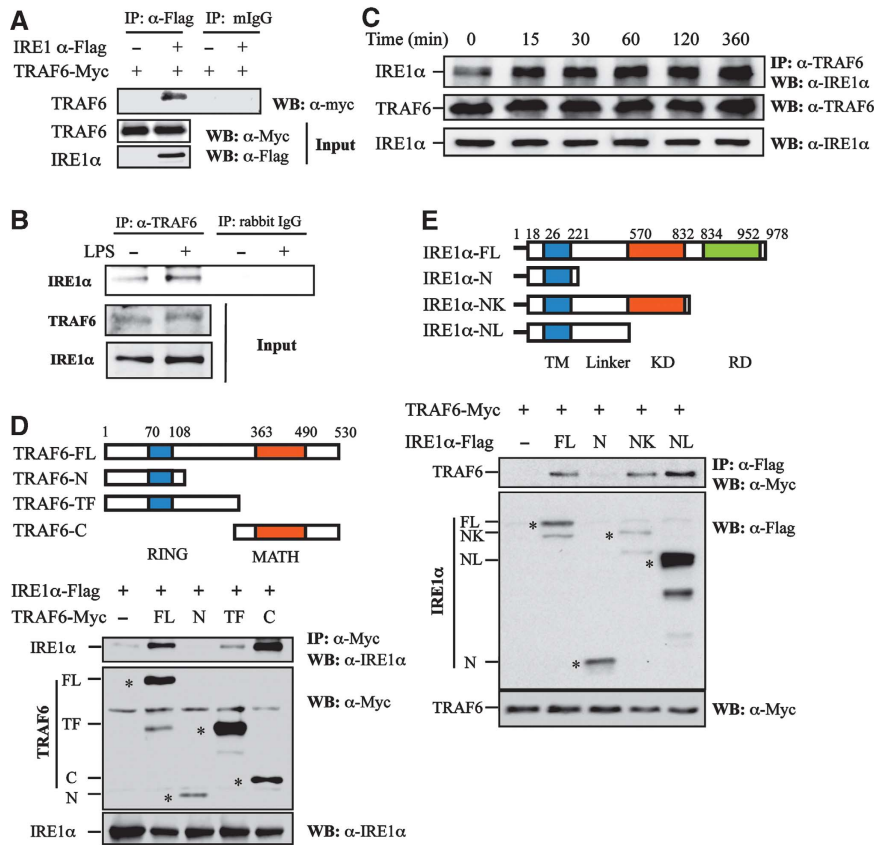 A
IP: α-Flag IP: mIgG
IRE1 α-Flag – + – +
TRAF6-Myc + + + +
TRAF6 WB: α-myc
TRAF6 WB: α-Myc
IRE1α WB: α-Flag
Input
B
IP: α-TRAF6 IP: rabbit IgG
LPS – + – +
IRE1α
TRAF6
IRE1α
Input
C
Time (min) 0 15 30 60 120 360
IRE1α IP: α-TRAF6
WB: α-IRE1α
TRAF6 WB: α-TRAF6
IRE1α WB: α-IRE1α
D
1 70 108 363 490 530
TRAF6-FL
TRAF6-N
TRAF6-TF
TRAF6-C
RING MATH
IRE1α-Flag + + + + +
TRAF6-Myc – FL N TF C
IRE1α IP: α-Myc
WB: α-IRE1α
TRAF6
FL *
WB: α-Myc
TF *
C *
N *
IRE1α WB: α-IRE1α
E
1 18 26 221 570 832 834 952 978
IRE1α-FL
IRE1α-N
IRE1α-NK
IRE1α-NL
TM Linker KD RD
TRAF6-Myc + + + + +
IRE1α-Flag – FL N NK NL
TRAF6 IP: α-Flag
WB: α-Myc
IRE1α
FL *
WB: α-Flag
NK *
NL *
N *
TRAF6 WB: α-Myc